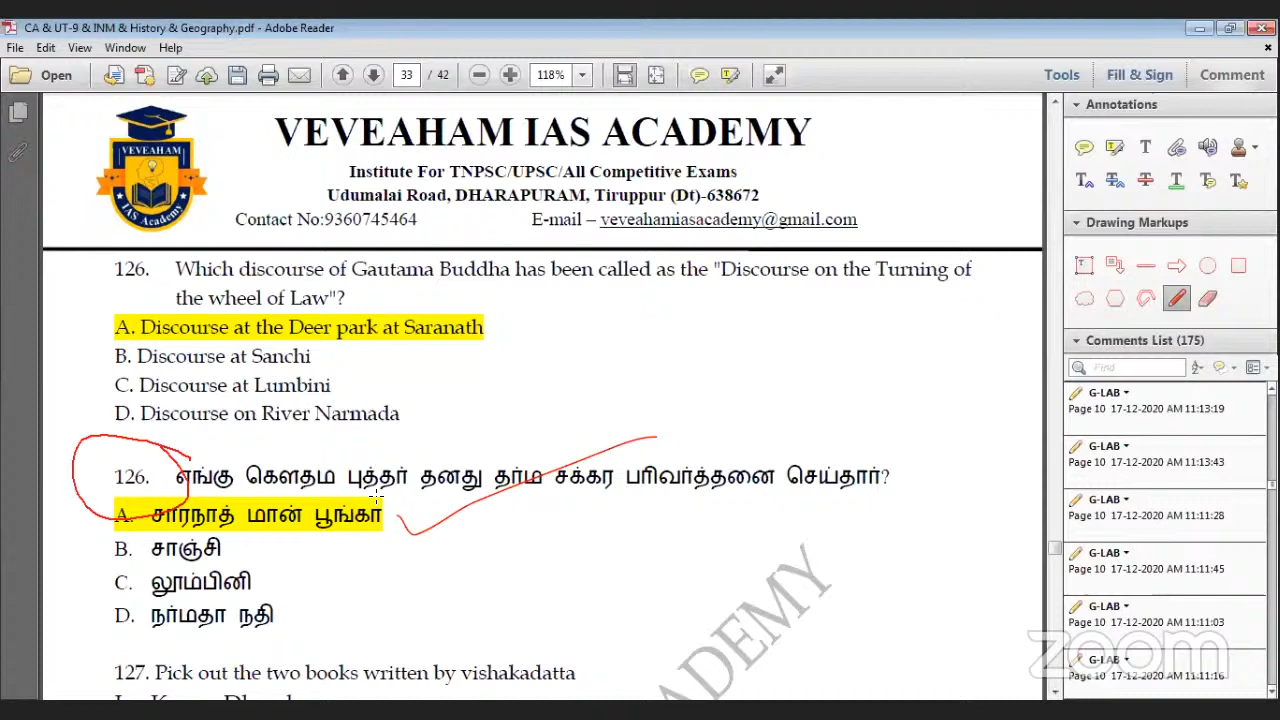 CA & UT-9 & INM & History & Geography.pdf - Adobe Reader
File Edit View Window Help
Open 33 / 42 118% Tools Fill & Sign Comment
VEVEAHAM
IAS Academy
VEVEAHAM IAS ACADEMY
Institute For TNPSC/UPSC/All Competitive Exams
Udumalai Road, DHARAPURAM, Tiruppur (Dt)-638672
Contact No:9360745464 E-mail – veveahamiasacademy@gmail.com
126. Which discourse of Gautama Buddha has been called as the "Discourse on the Turning of
the wheel of Law"?
A. Discourse at the Deer park at Saranath
B. Discourse at Sanchi
C. Discourse at Lumbini
D. Discourse on River Narmada
126. எங்கு கௌதம புத்தர் தனது தர்ம சக்கர பரிவர்த்தனை செய்தார்?
A. சாரநாத் மான் பூங்கா
B. சாஞ்சி
C. லூம்பினி
D. நர்மதா நதி
127. Pick out the two books written by vishakadatta
ACADEMY
Annotations
Drawing Markups
Comments List (175)
Find
G-LAB
Page 10 17-12-2020 AM 11:13:19
G-LAB
Page 10 17-12-2020 AM 11:13:43
G-LAB
Page 10 17-12-2020 AM 11:11:28
G-LAB
Page 10 17-12-2020 AM 11:11:45
G-LAB
Page 10 17-12-2020 AM 11:11:03
G-LAB
Page 10 17-12-2020 AM 11:11:16
zoom